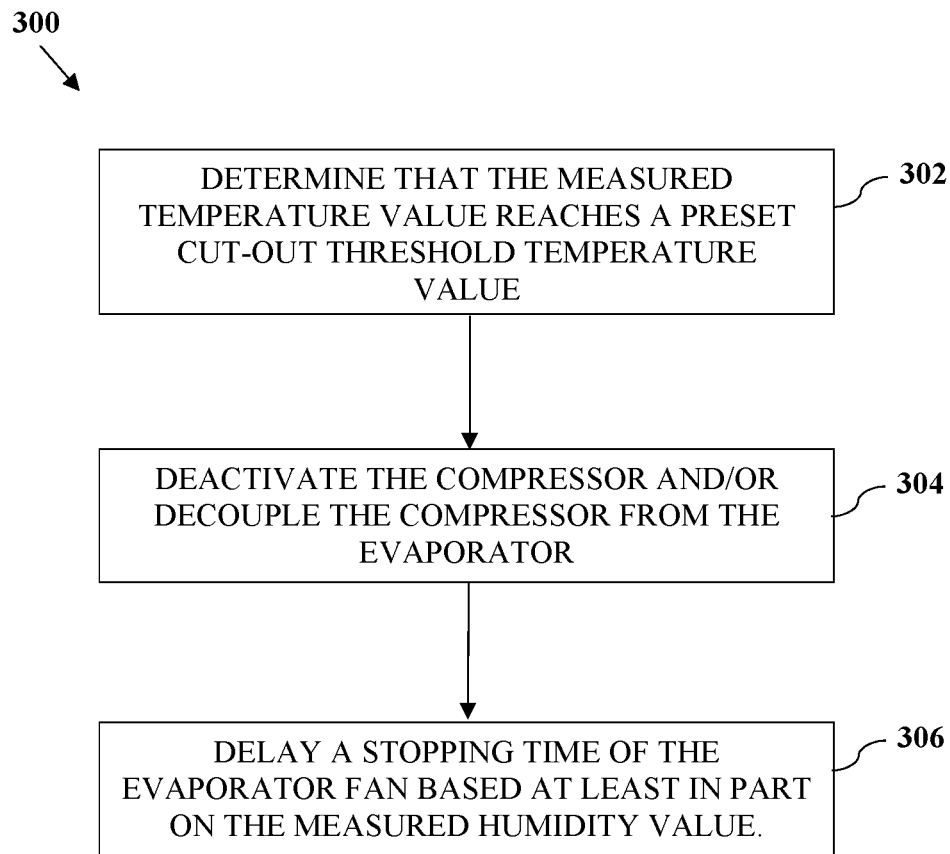 300
DETERMINE THAT THE MEASURED
TEMPERATURE VALUE REACHES A PRESET
CUT-OUT THRESHOLD TEMPERATURE
VALUE
302
DEACTIVATE THE COMPRESSOR AND/OR
DECOUPLE THE COMPRESSOR FROM THE
EVAPORATOR
304
DELAY A STOPPING TIME OF THE
EVAPORATOR FAN BASED AT LEAST IN PART
ON THE MEASURED HUMIDITY VALUE.
306